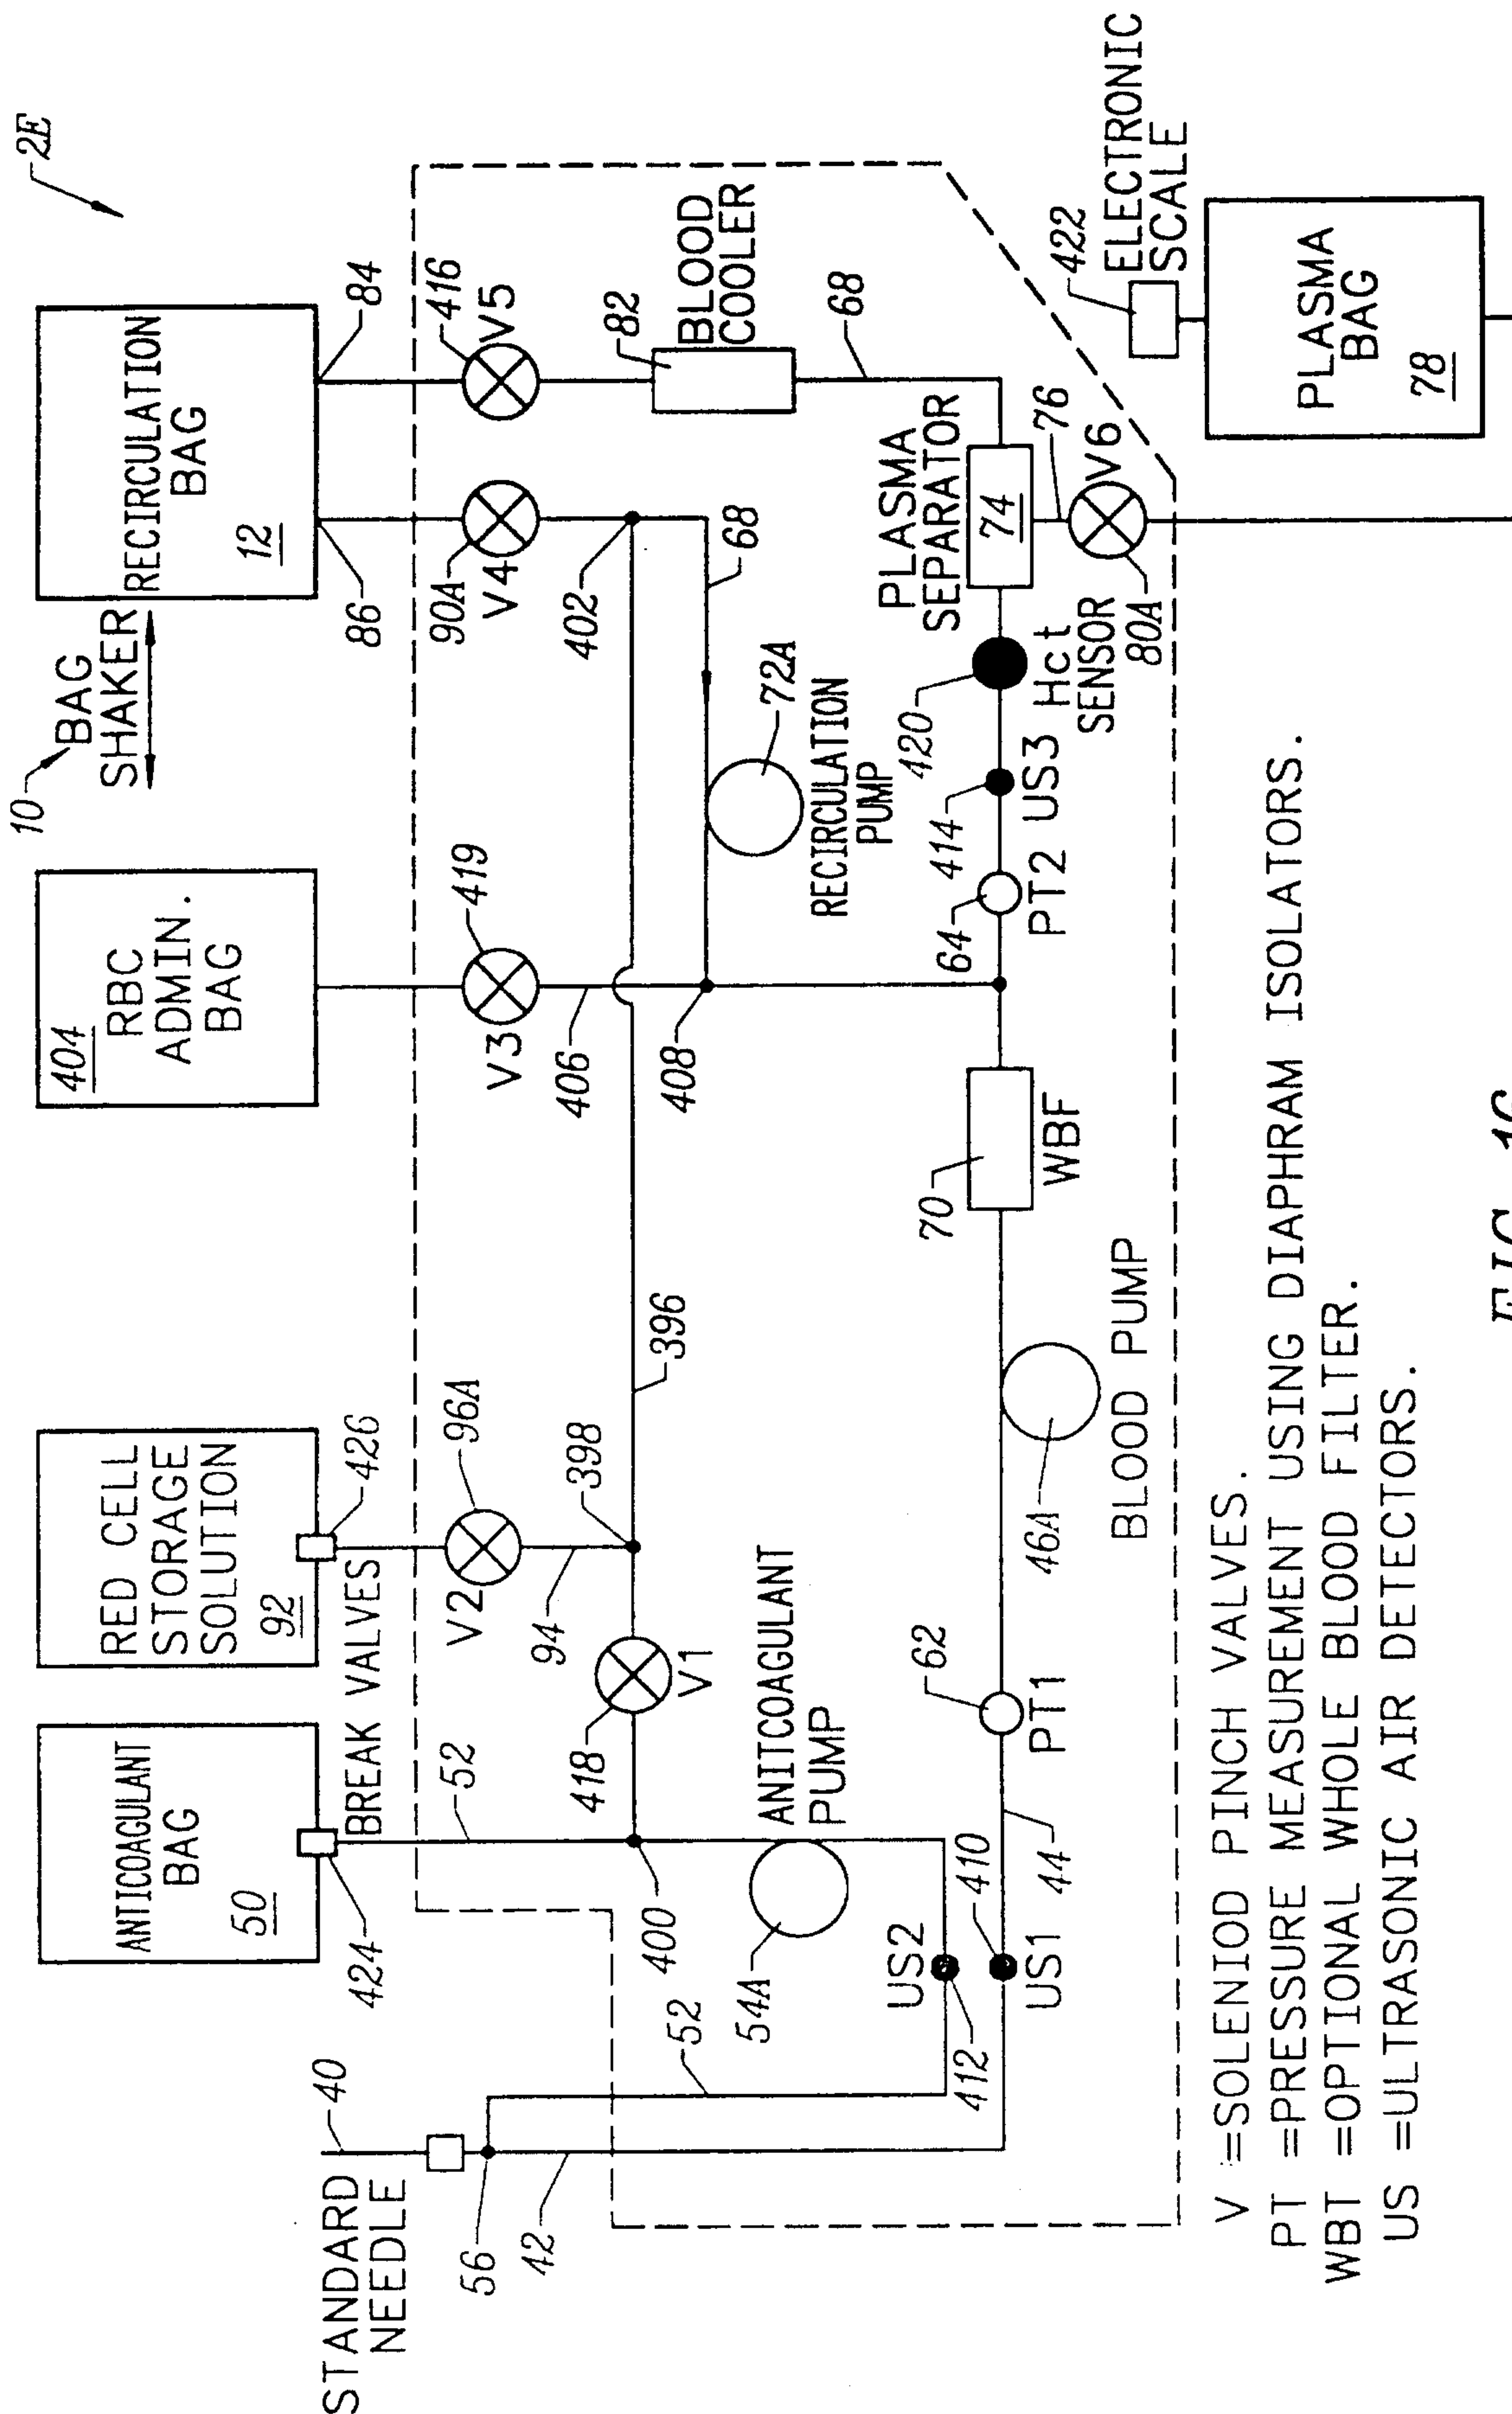 2E
10
BAG
SHAKER
RECIRCULATION
BAG
12
404
RBC
ADMIN.
BAG
RED CELL
STORAGE
SOLUTION
92
ANTICOAGULANT
BAG
50
STANDARD
NEEDLE
40
424
BREAK VALVES
426
86
84
52
V2
96A
V3
419
90A
V4
416
V5
94
406
402
82
BLOOD
COOLER
56
42
400
418
V1
398
396
408
68
68
54A
ANITCOAGULANT
PUMP
RECIRCULATION
PUMP
72A
52
US2
412
410
US1
44
62
PT1
46A
BLOOD PUMP
70
WBF
64
PT2
414
US3
420
Hct
SENSOR
PLASMA
SEPARATOR
74
76
80A
V6
422
ELECTRONIC
SCALE
PLASMA
BAG
78
V =SOLENIOD PINCH VALVES.
PT =PRESSURE MEASUREMENT USING DIAPHRAM ISOLATORS.
WBT =OPTIONAL WHOLE BLOOD FILTER.
US =ULTRASONIC AIR DETECTORS.